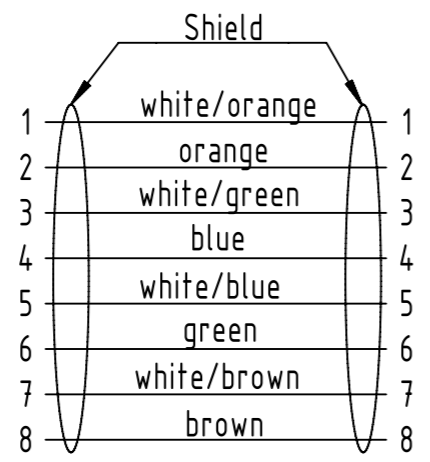 Shield
1 white/orange 1
2 orange 2
3 white/green 3
4 blue 4
5 white/blue 5
6 green 6
7 white/brown 7
8 brown 8